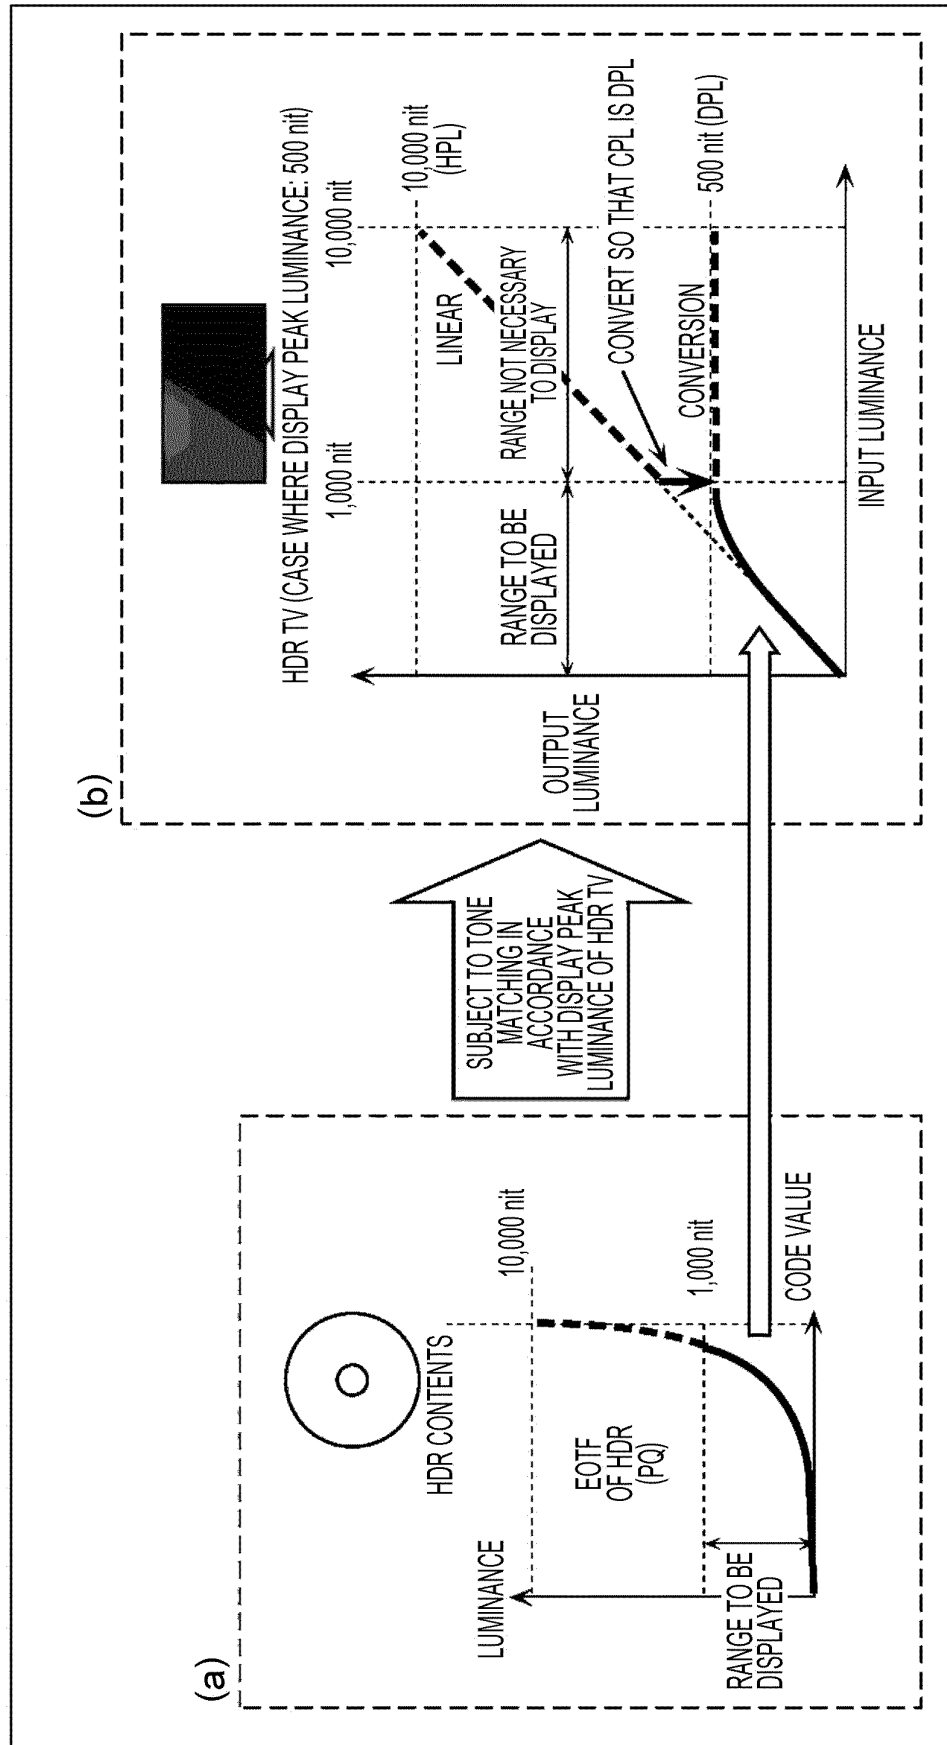 (a)
HDR CONTENTS
LUMINANCE
10,000 nit
EOTF
OF HDR
(PQ)
1,000 nit
RANGE TO BE
DISPLAYED
CODE VALUE
SUBJECT TO TONE
MATCHING IN
ACCORDANCE
WITH DISPLAY PEAK
LUMINANCE OF HDR TV
(b)
HDR TV (CASE WHERE DISPLAY PEAK LUMINANCE: 500 nit)
1,000 nit
10,000 nit
10,000 nit
(HPL)
LINEAR
OUTPUT
LUMINANCE
RANGE TO BE
DISPLAYED
RANGE NOT NECESSARY
TO DISPLAY
CONVERT SO THAT CPL IS DPL
CONVERSION
500 nit (DPL)
INPUT LUMINANCE